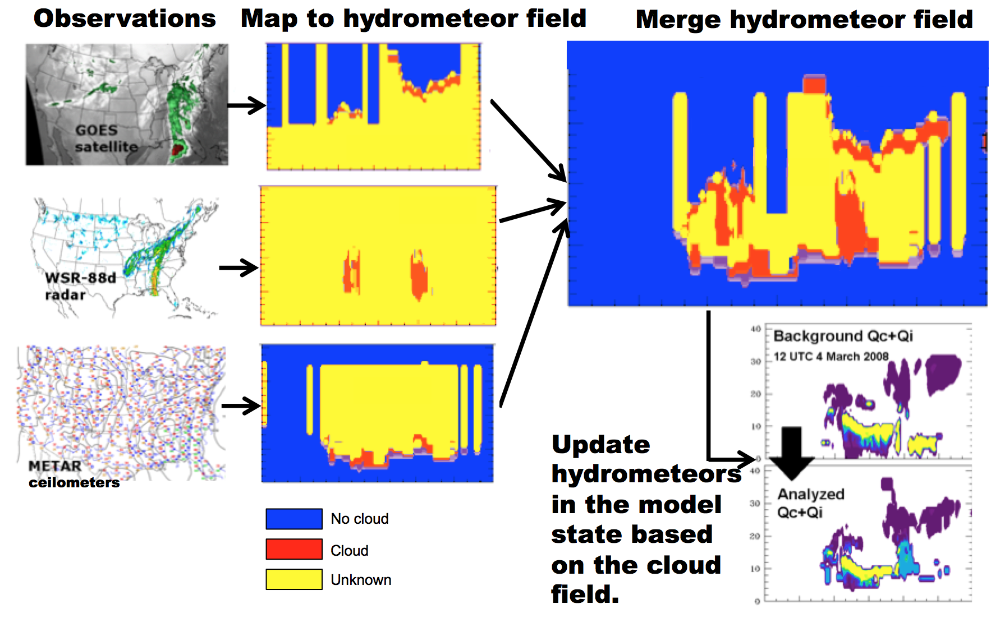 Observations
Map to hydrometeor field
Merge hydrometeor field
GOES
satellite
WSR-88d
radar
METAR
ceilometers
No cloud
Cloud
Unknown
Update
hydrometeors
in the model
state based
on the cloud
field.
40
Background Qc+Qi
12 UTC 4 March 2008
30
20
10
0
40
Analyzed
Qc+Qi
30
20
10
0